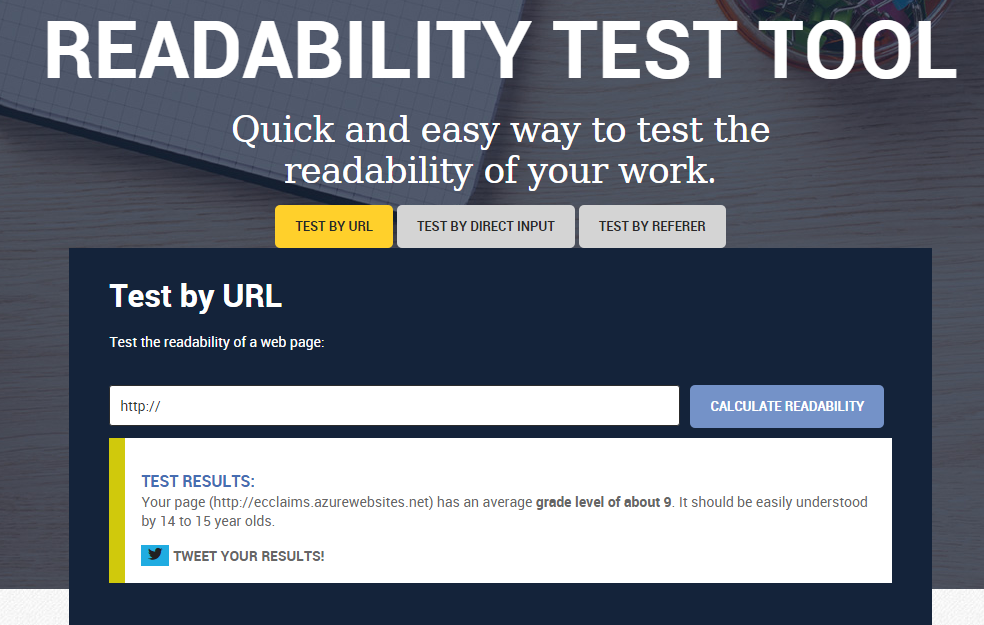 READABILITY TEST TOOL
Quick and easy way to test the
readability of your work.
TEST BY URL
TEST BY DIRECT INPUT
TEST BY REFERER
Test by URL
Test the readability of a web page:
http://
CALCULATE READABILITY
TEST RESULTS:
Your page (http://ecclaims.azurewebsites.net) has an average grade level of about 9. It should be easily understood
by 14 to 15 year olds.
TWEET YOUR RESULTS!